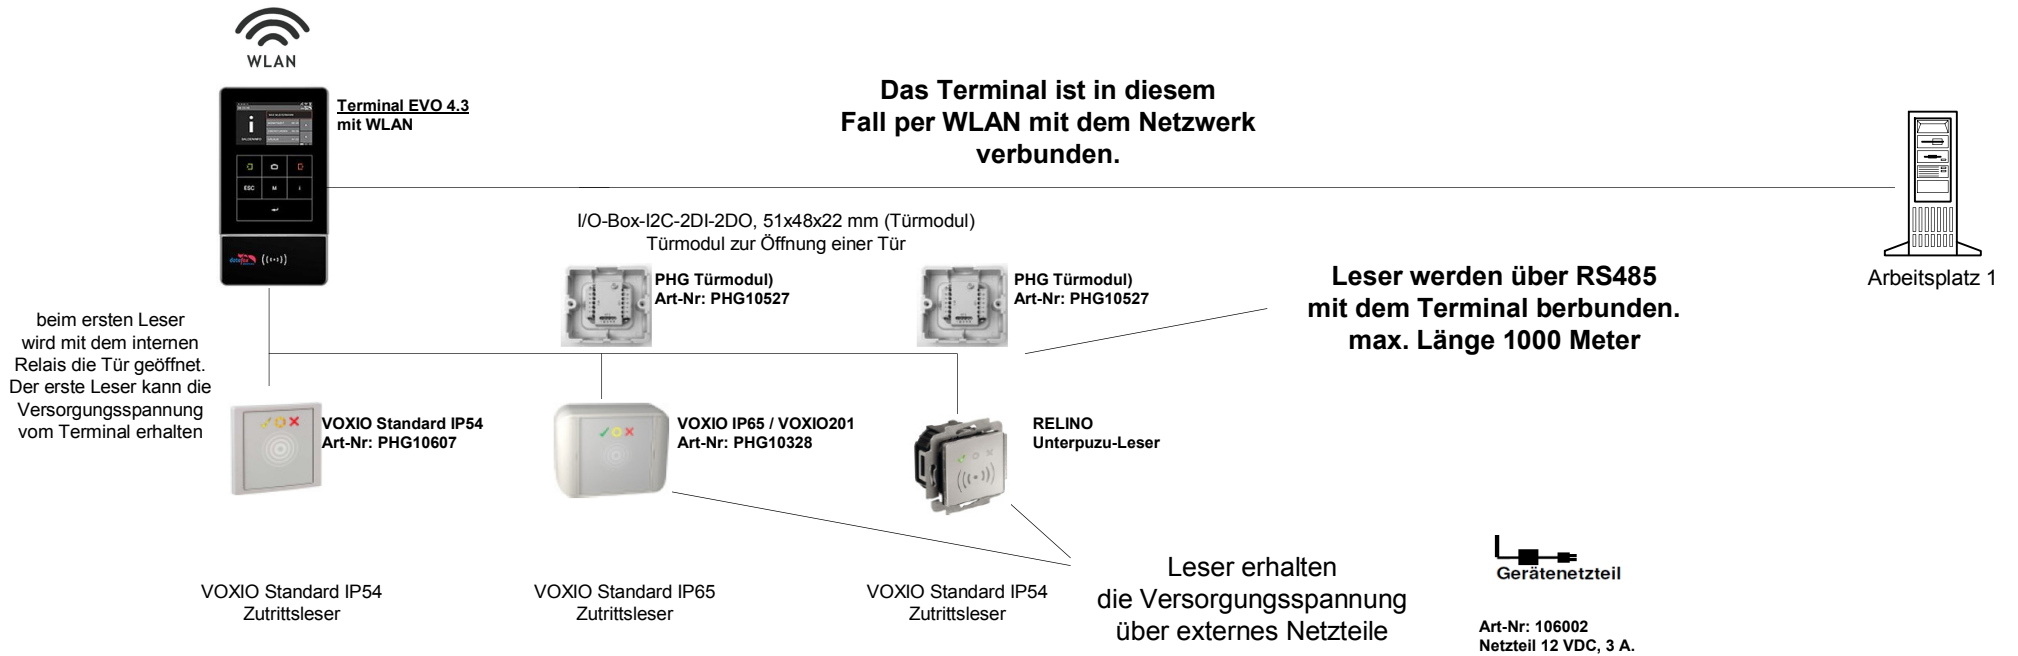 WLAN
Terminal EVO 4.3
mit WLAN
Das Terminal ist in diesem
Fall per WLAN mit dem Netzwerk
verbunden.
ESC
M
i
I/O-Box-I2C-2DI-2DO, 51x48x22 mm (Türmodul)
Türmodul zur Öffnung einer Tür
PHG Türmodul)
Art-Nr: PHG10527
PHG Türmodul)
Art-Nr: PHG10527
Leser werden über RS485
mit dem Terminal berbunden.
max. Länge 1000 Meter
Arbeitsplatz 1
datafox
beim ersten Leser
wird mit dem internen
Relais die Tür geöffnet.
Der erste Leser kann die
Versorgungsspannung
vom Terminal erhalten
VOXIO Standard IP54
Art-Nr: PHG10607
VOXIO IP65 / VOXIO201
Art-Nr: PHG10328
RELINO
Unterpuzu-Leser
VOXIO Standard IP54
Zutrittsleser
VOXIO Standard IP65
Zutrittsleser
VOXIO Standard IP54
Zutrittsleser
Leser erhalten
die Versorgungsspannung
über externes Netzteile
Gerätenetzteil
Art-Nr: 106002
Netzteil 12 VDC, 3 A.